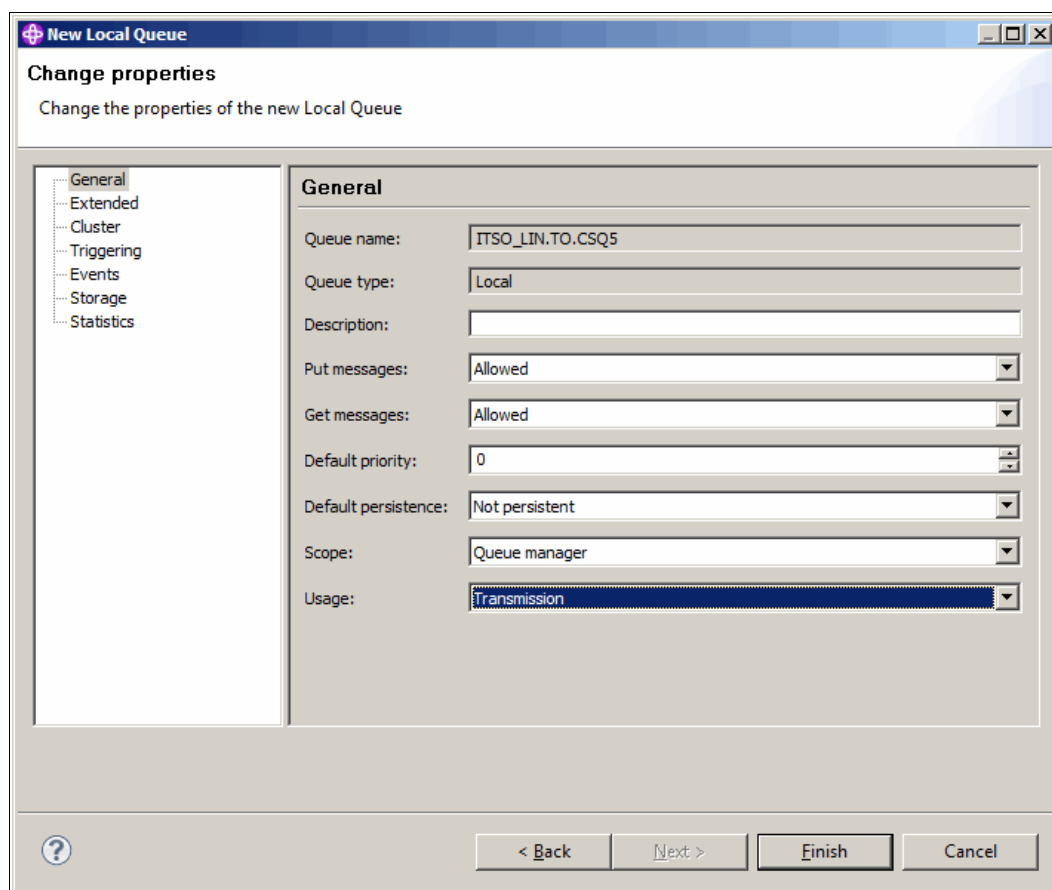 New Local Queue
Change properties
Change the properties of the new Local Queue
General
Extended
Cluster
Triggering
Events
Storage
Statistics
General
Queue name: ITSO_LIN.TO.CSQ5
Queue type: Local
Description:
Put messages: Allowed
Get messages: Allowed
Default priority: 0
Default persistence: Not persistent
Scope: Queue manager
Usage: Transmission
? < Back Next > Finish Cancel